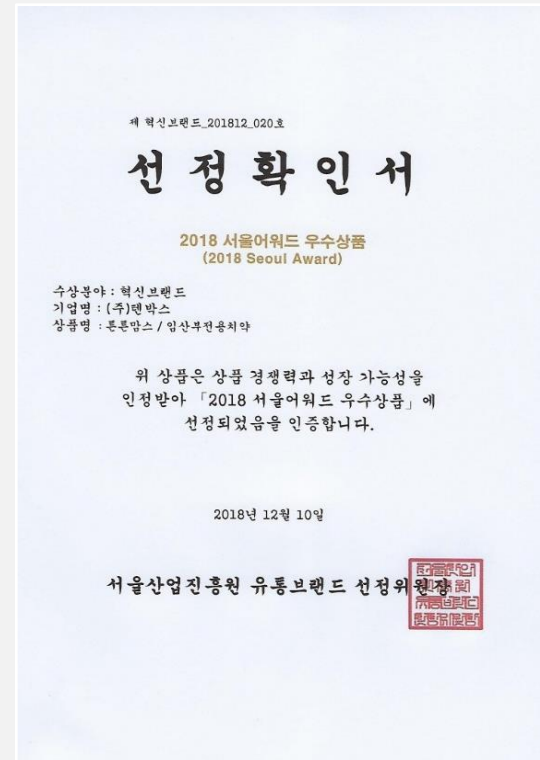 제 혁신브랜드_201812_020호
선정확인서
2018 서울어워드 우수상품
(2018 Seoul Award)
수상분야 : 혁신브랜드
기업명 : (주)텐박스
상품명 : 튼튼맘스 / 임산부전용치약
위 상품은 상품 경쟁력과 성장 가능성을
인정받아 「2018 서울어워드 우수상품」에
선정되었음을 인증합니다.
2018년 12월 10일
서울산업진흥원 유통브랜드 선정위원장